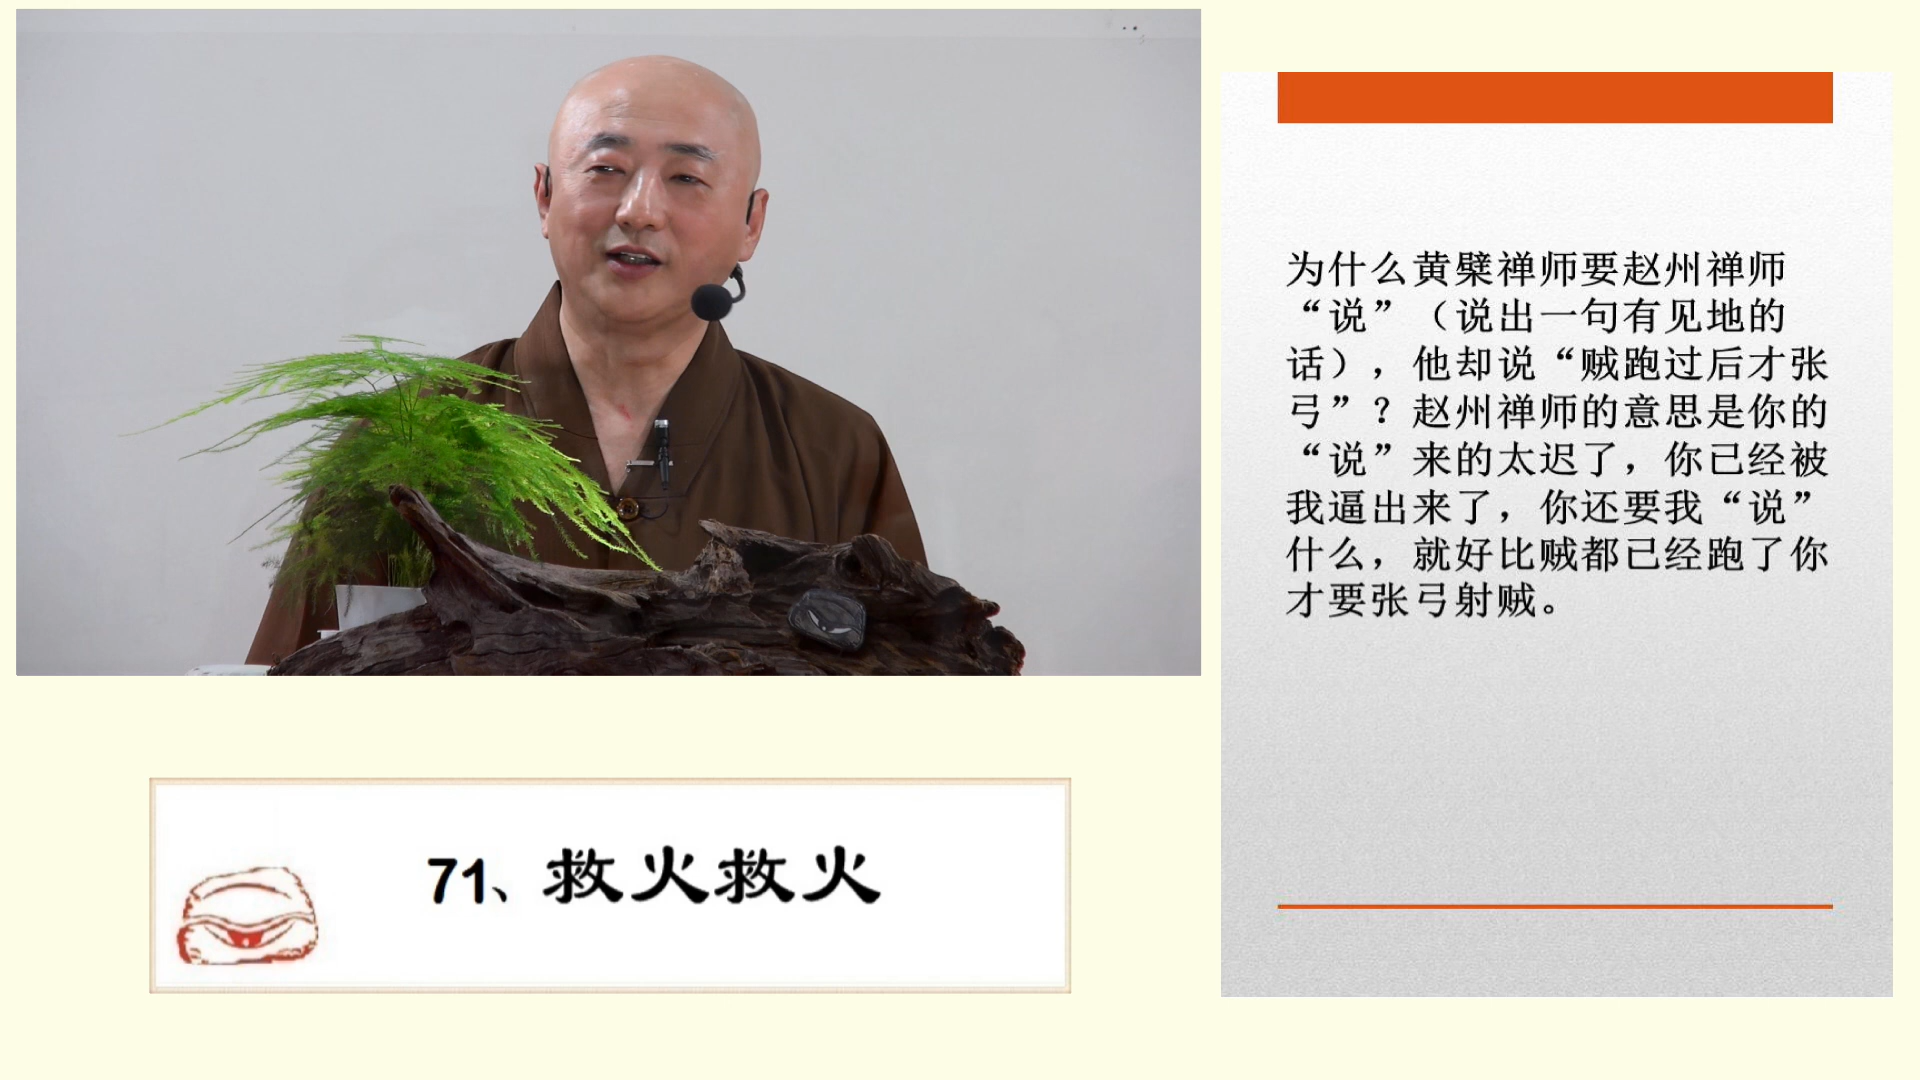 为什么黄檗禅师要赵州禅师
“说”（说出一句有见地的
话），他却说“贼跑过后才张
弓”？赵州禅师的意思是你的
“说”来的太迟了，你已经被
我逼出来了，你还要我“说”
什么，就好比贼都已经跑了你
才要张弓射贼。
71、救火救火